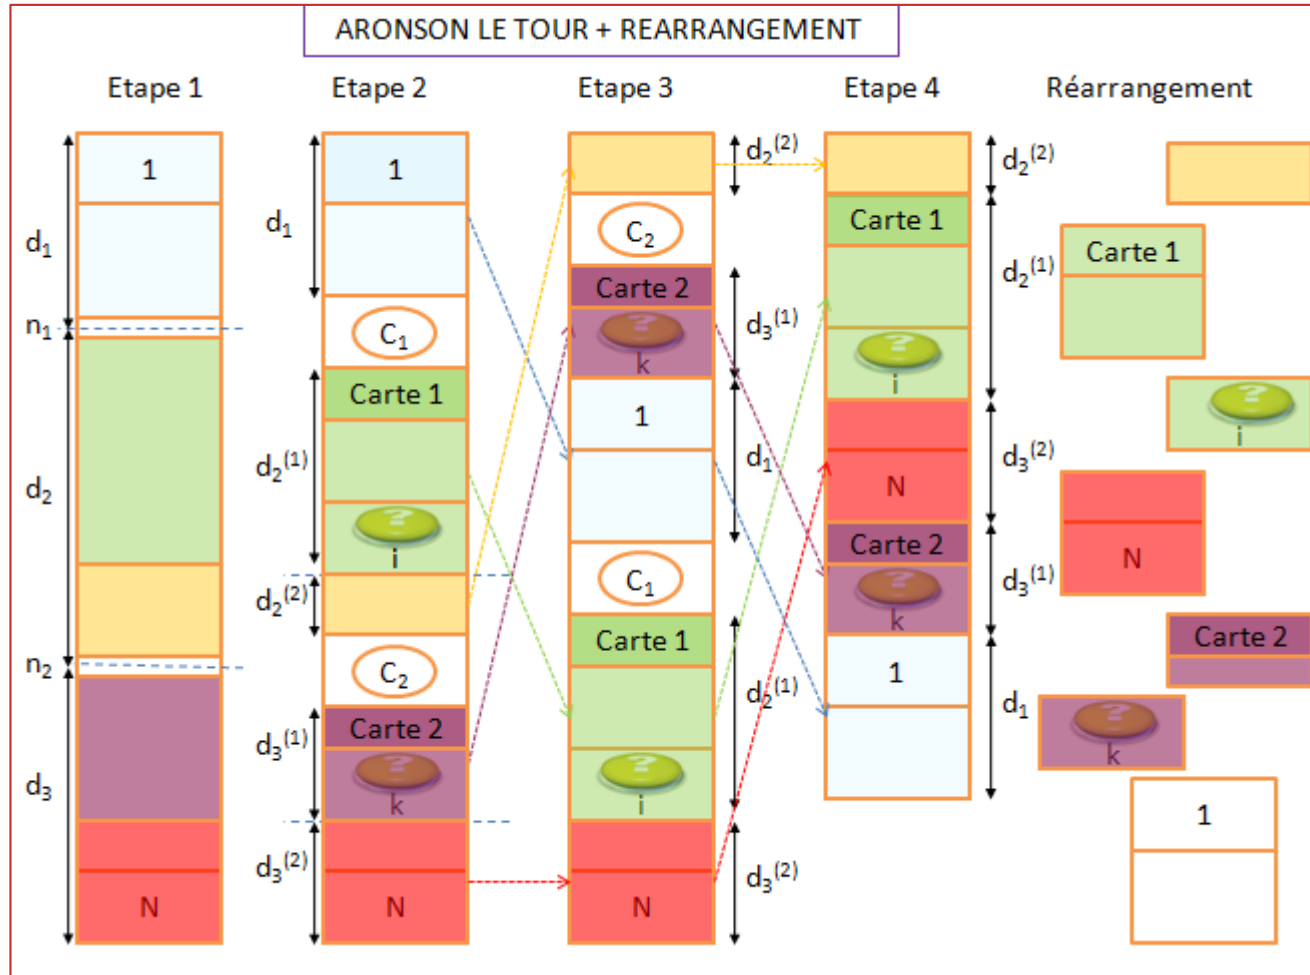 ARONSON LE TOUR + REARRANGEMENT
Etape 1
Etape 2
Etape 3
Etape 4
Réarrangement
d₁
n₁
d₂
n₂
d₃
1
N
d₁
d₂⁽¹⁾
d₂⁽²⁾
d₃⁽¹⁾
d₃⁽²⁾
1
C₁
Carte 1
?
i
C₂
Carte 2
?
k
N
C₂
Carte 2
?
k
1
C₁
Carte 1
?
i
N
d₂⁽²⁾
d₃⁽¹⁾
d₁
d₂⁽¹⁾
d₃⁽²⁾
Carte 1
?
i
N
Carte 2
?
k
1
d₂⁽²⁾
d₂⁽¹⁾
d₃⁽²⁾
d₃⁽¹⁾
d₁
Carte 1
?
i
N
Carte 2
?
k
1